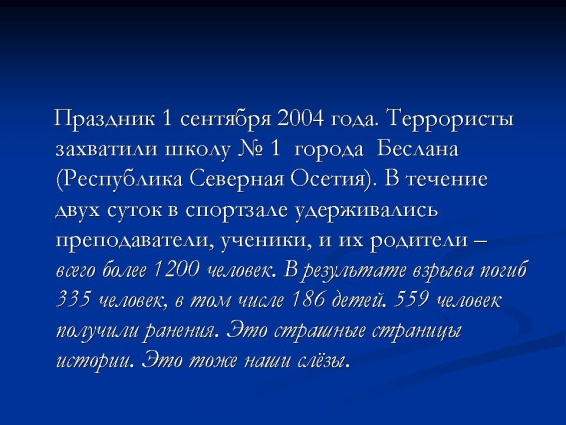 Праздник 1 сентября 2004 года. Террористы
захватили школу № 1 города Беслана
(Республика Северная Осетия). В течение
двух суток в спортзале удерживались
преподаватели, ученики, и их родители –
всего более 1200 человек. В результате взрыва погиб
335 человек, в том числе 186 детей. 559 человек
получили ранения. Это страшные страницы
истории. Это тоже наши слёзы.